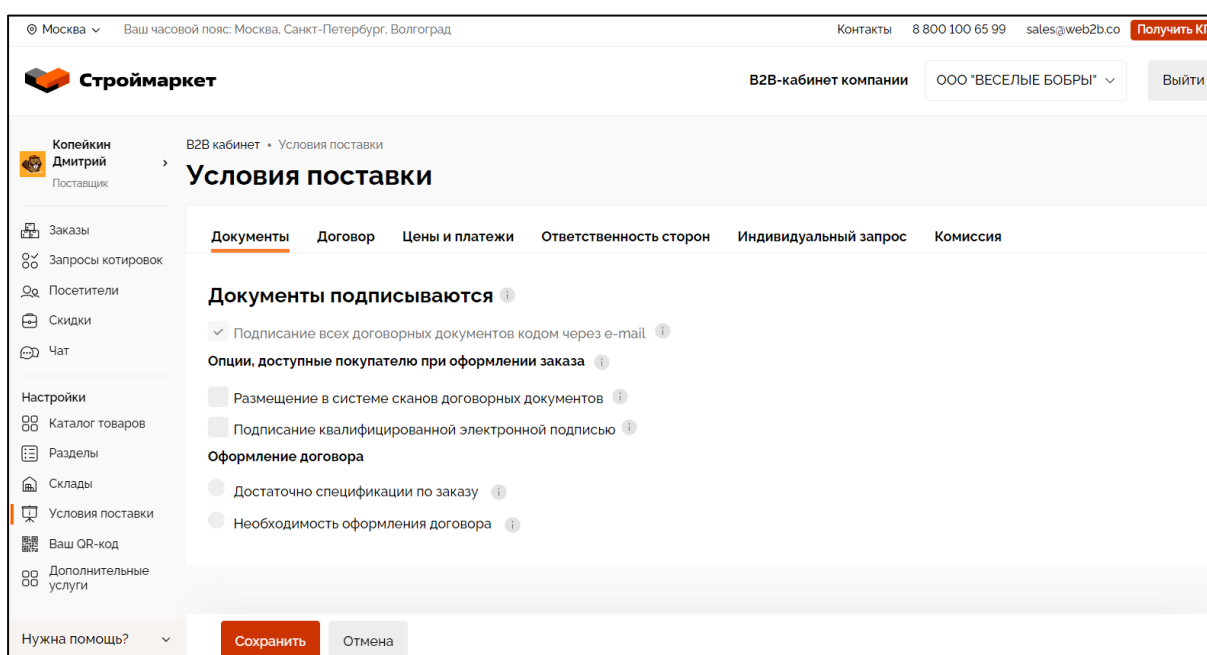 Москва Ваш часовой пояс: Москва, Санкт-Петербург, Волгоград Контакты 8 800 100 65 99 sales@web2b.co Получить КП
Строймаркет B2B-кабинет компании ООО "ВЕСЕЛЫЕ БОБРЫ" Выйти
Копейкин
Дмитрий
Поставщик
B2B кабинет • Условия поставки
Условия поставки
Заказы
Запросы котировок
Посетители
Скидки
Чат
Настройки
Каталог товаров
Разделы
Склады
Условия поставки
Ваш QR-код
Дополнительные
услуги
Нужна помощь?
Документы Договор Цены и платежи Ответственность сторон Индивидуальный запрос Комиссия
Документы подписываются
Подписание всех договорных документов кодом через e-mail
Опции, доступные покупателю при оформлении заказа
Размещение в системе сканов договорных документов
Подписание квалифицированной электронной подписью
Оформление договора
Достаточно спецификации по заказу
Необходимость оформления договора
Сохранить Отмена